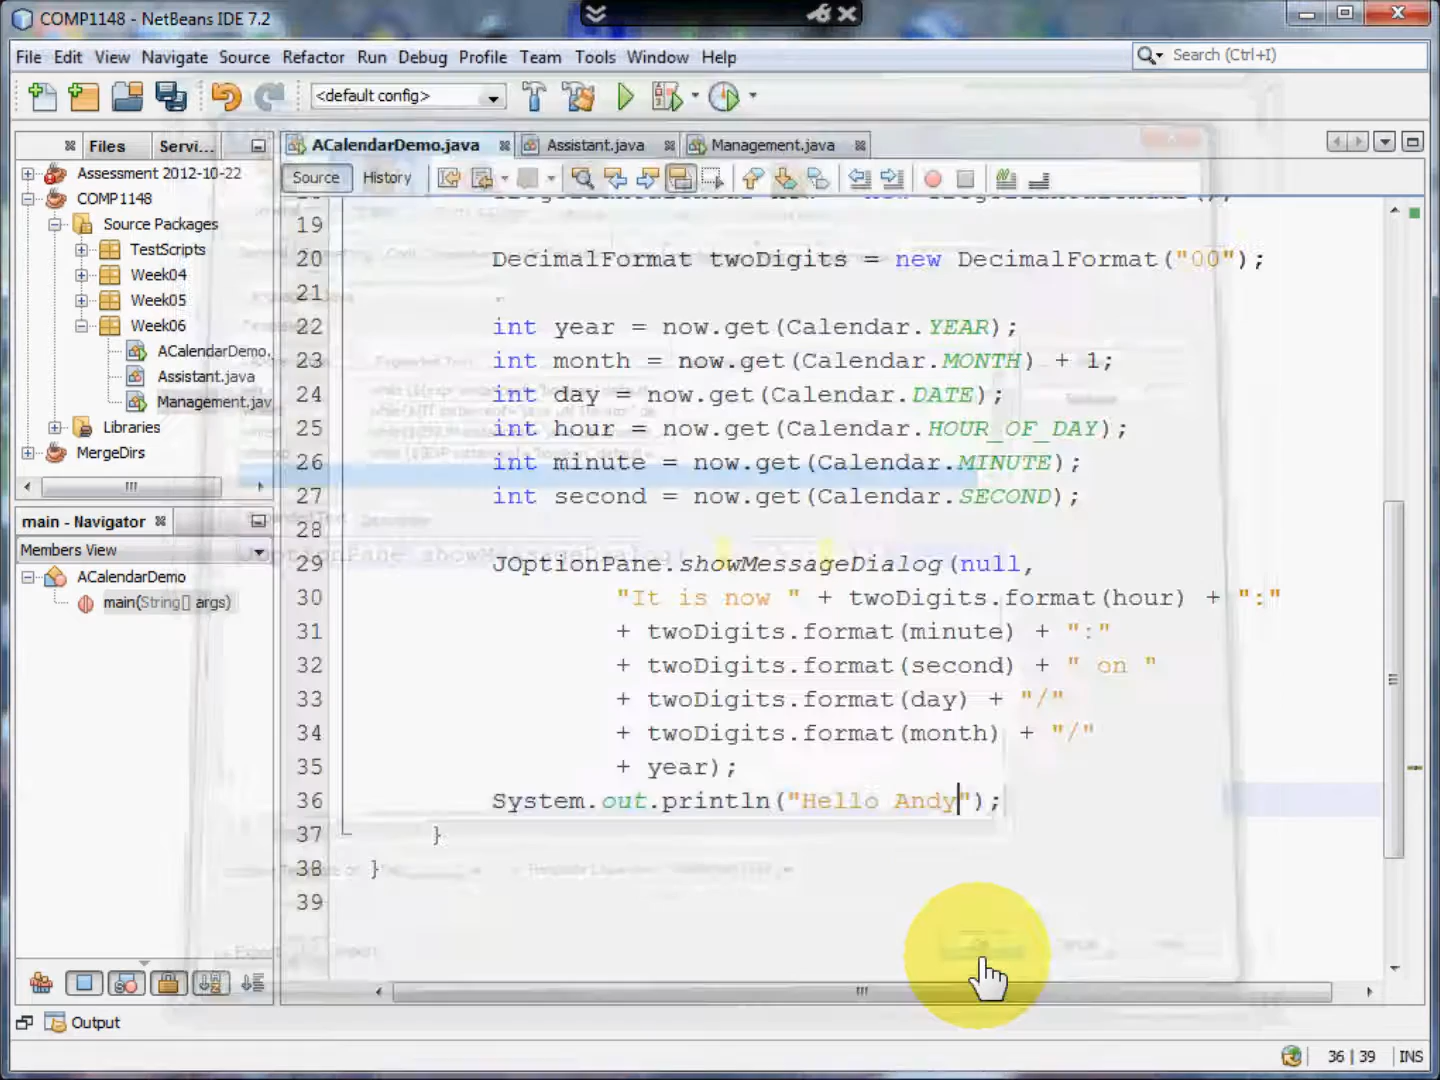 COMP1148 - NetBeans IDE 7.2
File Edit View Navigate Source Refactor Run Debug Profile Team Tools Window Help
Search (Ctrl+I)
<default config>
Files
Servi...
ACalendarDemo.java
Assistant.java
Management.java
Source
History
Assessment 2012-10-22
COMP1148
Source Packages
TestScripts
Week04
Week05
Week06
ACalendarDemo.
Assistant.java
Management.jav
Libraries
MergeDirs
main - Navigator
Members View
ACalendarDemo
main(String[] args)
19
20 DecimalFormat twoDigits = new DecimalFormat("00");
21
22 int year = now.get(Calendar.YEAR);
23 int month = now.get(Calendar.MONTH) + 1;
24 int day = now.get(Calendar.DATE);
25 int hour = now.get(Calendar.HOUR_OF_DAY);
26 int minute = now.get(Calendar.MINUTE);
27 int second = now.get(Calendar.SECOND);
28
29 JOptionPane.showMessageDialog(null,
30 "It is now " + twoDigits.format(hour) + ":"
31 + twoDigits.format(minute) + ":"
32 + twoDigits.format(second) + " on "
33 + twoDigits.format(day) + "/"
34 + twoDigits.format(month) + "/"
35 + year);
36 System.out.println("Hello Andy");
37 }
38 }
39
Output
36 | 39 INS